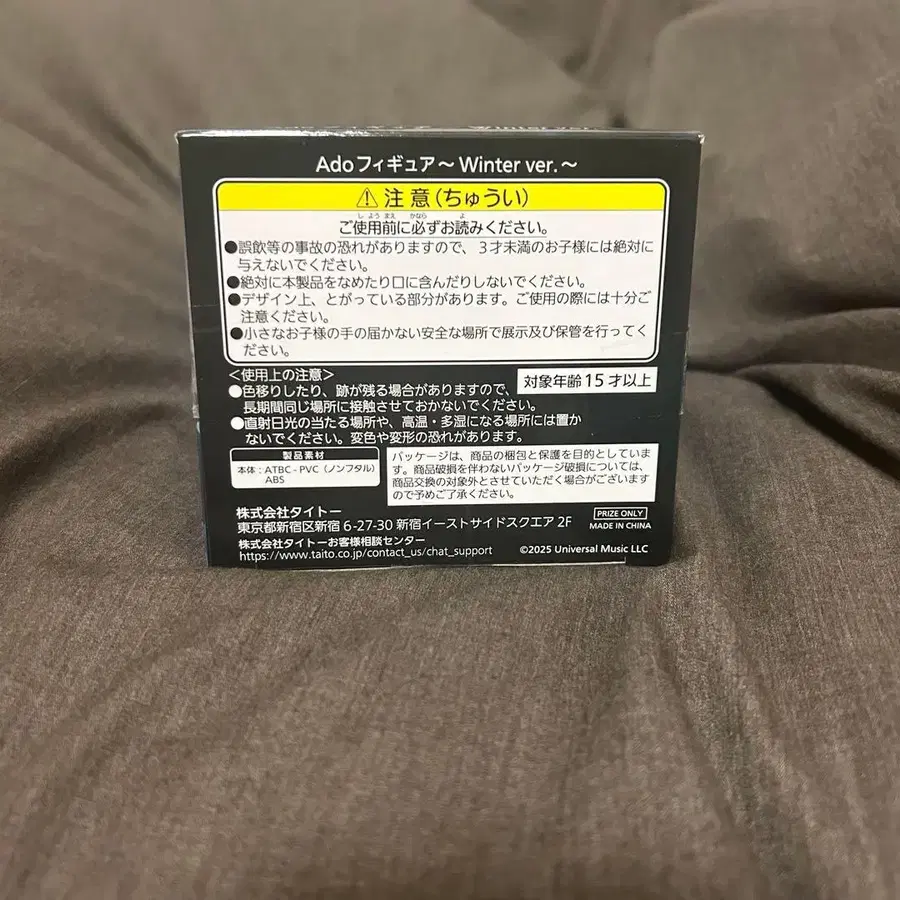 Adoフィギュア～Winter ver.～
注意(ちゅうい)
しようまえ かなら よ
ご使用前に必ずお読みください。
●誤飲等の事故の恐れがありますので、3才未満のお子様には絶対に
与えないでください。
●絶対に本製品をなめたり口に含んだりしないでください。
●デザイン上、とがっている部分があります。ご使用の際には十分ご
注意ください。
●小さなお子様の手の届かない安全な場所で展示及び保管を行ってく
ださい。
＜使用上の注意＞
●色移りしたり、跡が残る場合がありますので、
長期間同じ場所に接触させておかないでください。
対象年齢15才以上
●直射日光の当たる場所や、高温・多湿になる場所には置か
ないでください。変色や変形の恐れがあります。
製品素材
本体：ATBC-PVC（ノンフタル）
ABS
パッケージは、商品の梱包と保護を目的としていま
す。商品破損を伴わないパッケージ破損については、
商品交換の対象外とさせていただく場合がございます
ので予めご了承ください。
株式会社タイトー
東京都新宿区新宿 6-27-30 新宿イーストサイドスクエア 2F
株式会社タイトーお客様相談センター
https://www.taito.co.jp/contact_us/chat_support
PRIZE ONLY
MADE IN CHINA
©2025 Universal Music LLC